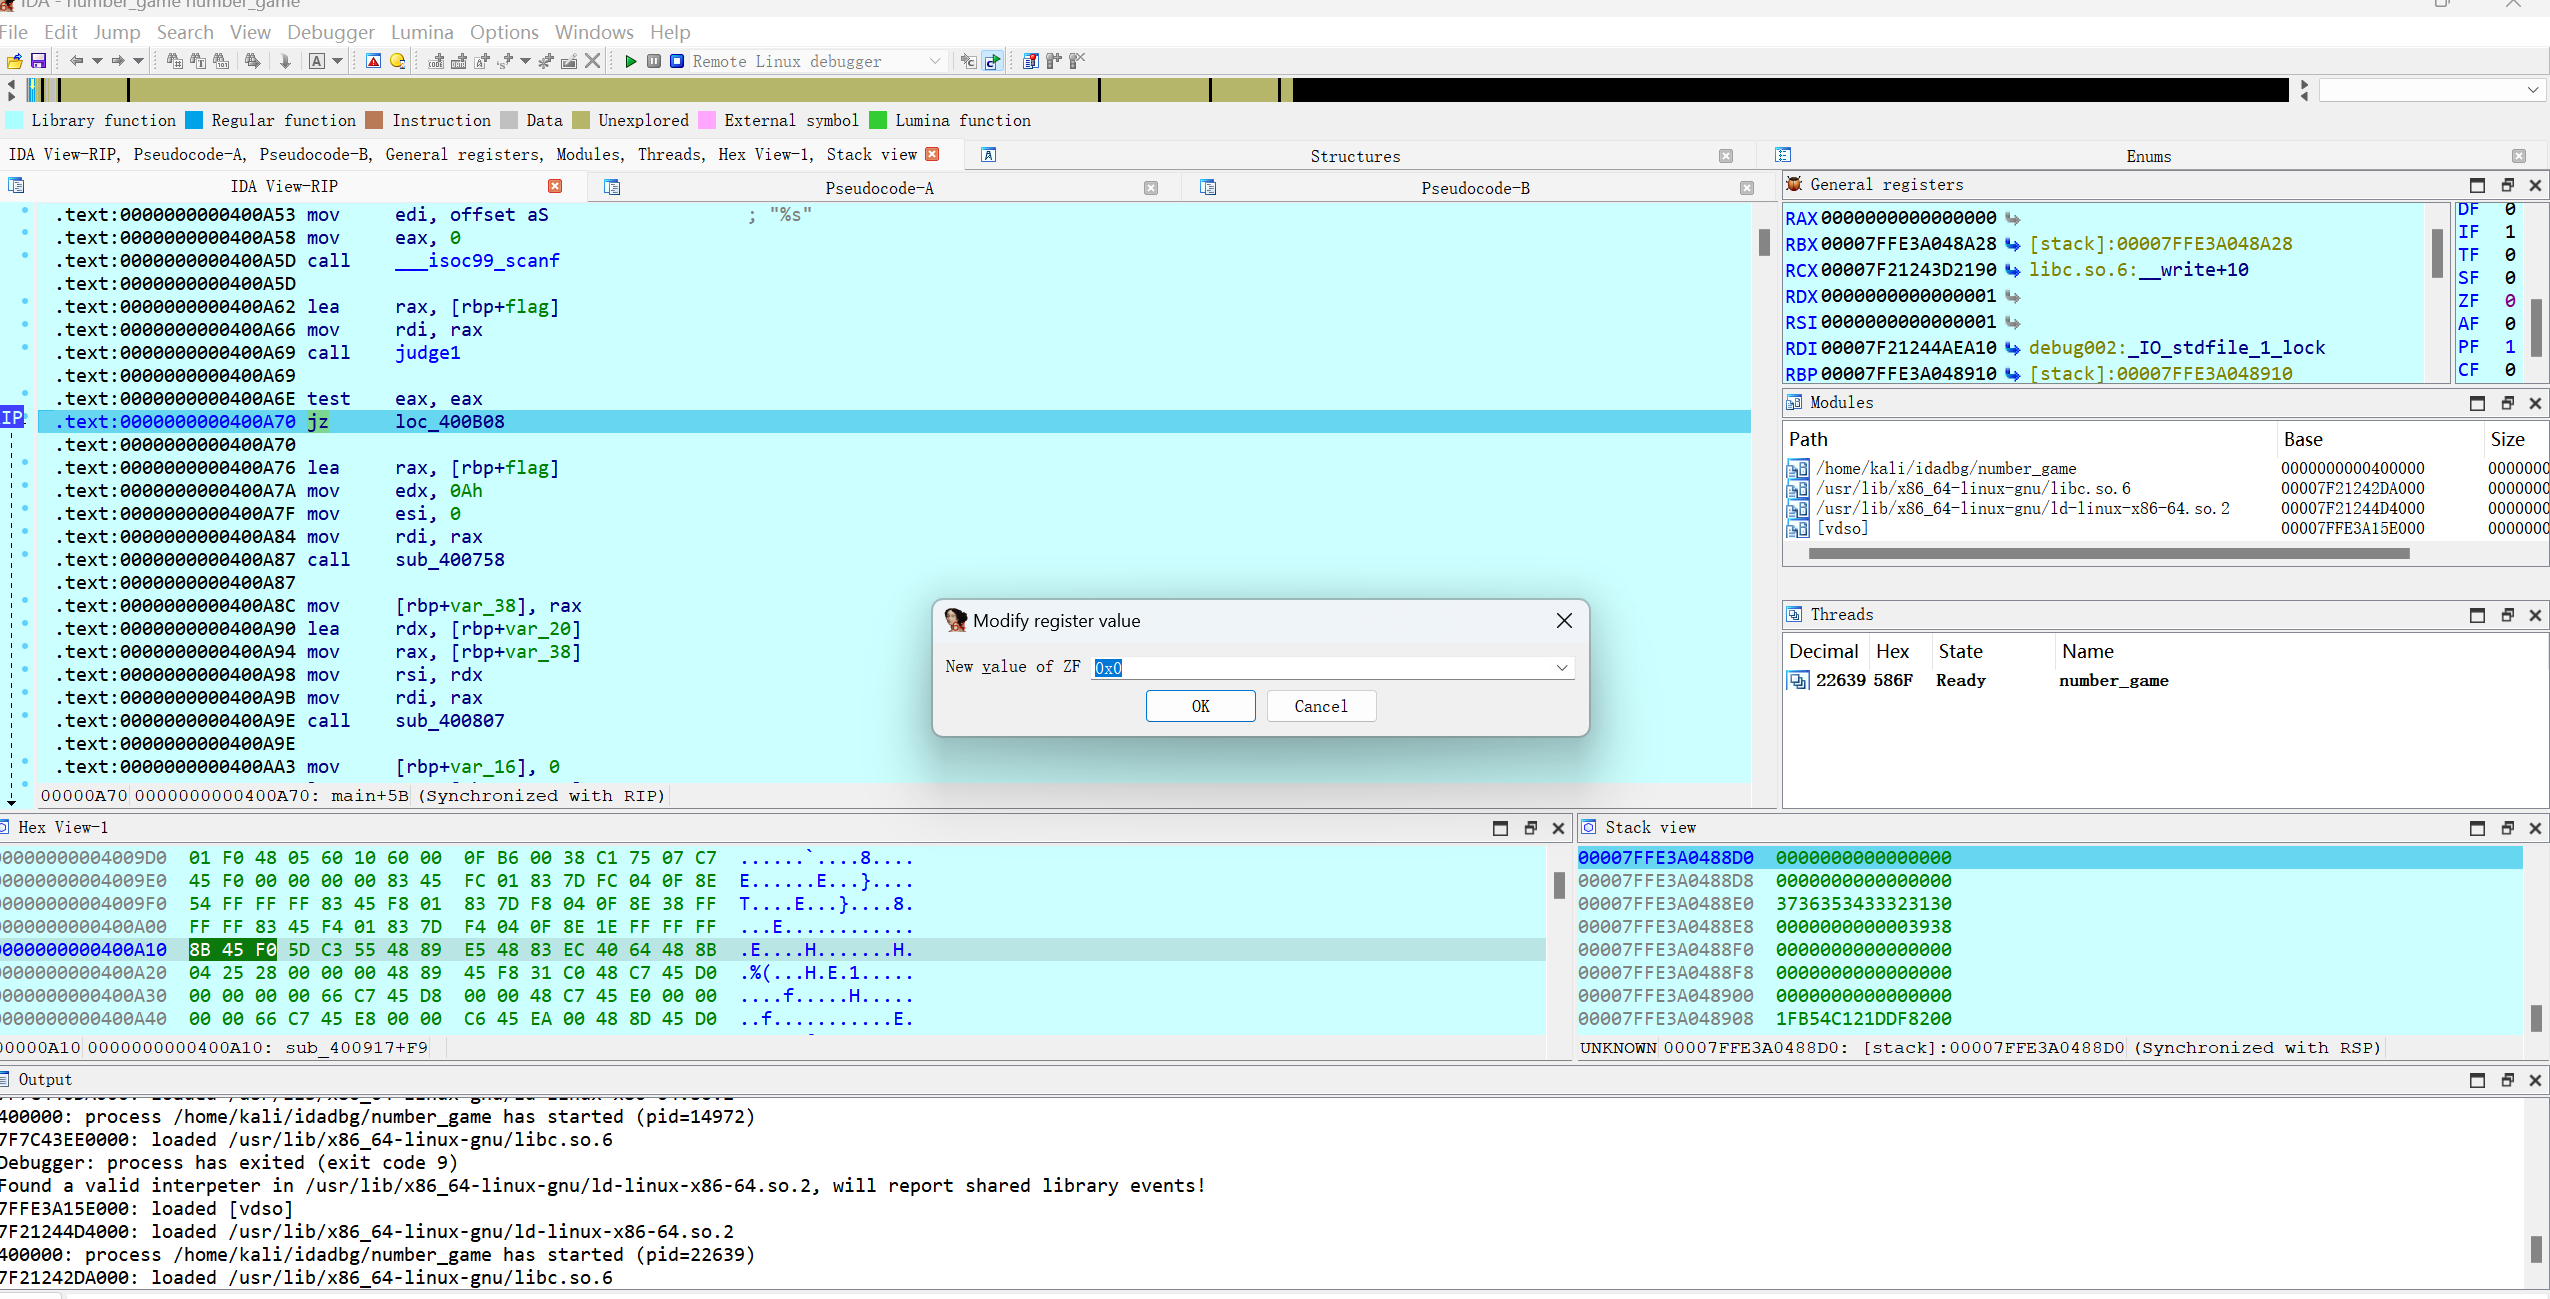 IDA - number_game number_game
File Edit Jump Search View Debugger Lumina Options Windows Help
Remote Linux debugger
Library function Regular function Instruction Data Unexplored External symbol Lumina function
IDA View-RIP, Pseudocode-A, Pseudocode-B, General registers, Modules, Threads, Hex View-1, Stack view Structures Enums
IDA View-RIP Pseudocode-A Pseudocode-B
.text:0000000000400A53 mov edi, offset aS ; "%s"
.text:0000000000400A58 mov eax, 0
.text:0000000000400A5D call ___isoc99_scanf
.text:0000000000400A5D
.text:0000000000400A62 lea rax, [rbp+flag]
.text:0000000000400A66 mov rdi, rax
.text:0000000000400A69 call judge1
.text:0000000000400A69
.text:0000000000400A6E test eax, eax
IP
.text:0000000000400A70 jz loc_400B08
.text:0000000000400A70
.text:0000000000400A76 lea rax, [rbp+flag]
.text:0000000000400A7A mov edx, 0Ah
.text:0000000000400A7F mov esi, 0
.text:0000000000400A84 mov rdi, rax
.text:0000000000400A87 call sub_400758
.text:0000000000400A87
.text:0000000000400A8C mov [rbp+var_38], rax
.text:0000000000400A90 lea rdx, [rbp+var_20]
.text:0000000000400A94 mov rax, [rbp+var_38]
.text:0000000000400A98 mov rsi, rdx
.text:0000000000400A9B mov rdi, rax
.text:0000000000400A9E call sub_400807
.text:0000000000400A9E
.text:0000000000400AA3 mov [rbp+var_16], 0
00000A70 0000000000400A70: main+5B (Synchronized with RIP)
Modify register value
New value of ZF 0x0
OK Cancel
General registers
RAX 0000000000000000
RBX 00007FFE3A048A28 [stack]:00007FFE3A048A28
RCX 00007F21243D2190 libc.so.6:__write+10
RDX 0000000000000001
RSI 0000000000000001
RDI 00007F21244AEA10 debug002:_IO_stdfile_1_lock
RBP 00007FFE3A048910 [stack]:00007FFE3A048910
DF 0
IF 1
TF 0
SF 0
ZF 0
AF 0
PF 1
CF 0
Modules
Path Base Size
/home/kali/idadbg/number_game 0000000000400000 0000000
/usr/lib/x86_64-linux-gnu/libc.so.6 00007F21242DA000 0000000
/usr/lib/x86_64-linux-gnu/ld-linux-x86-64.so.2 00007F21244D4000 0000000
[vdso] 00007FFE3A15E000 0000000
Threads
Decimal Hex State Name
22639 586F Ready number_game
Hex View-1
00000000004009D0 01 F0 48 05 60 10 60 00 0F B6 00 38 C1 75 07 C7 ......`....8....
00000000004009E0 45 F0 00 00 00 00 83 45 FC 01 83 7D FC 04 0F 8E E......E...}....
00000000004009F0 54 FF FF FF 83 45 F8 01 83 7D F8 04 0F 8E 38 FF T....E...}....8.
0000000000400A00 FF FF 83 45 F4 01 83 7D F4 04 0F 8E 1E FF FF FF ...E............
0000000000400A10 8B 45 F0 5D C3 55 48 89 E5 48 83 EC 40 64 48 8B .E....H.......H.
0000000000400A20 04 25 28 00 00 00 48 89 45 F8 31 C0 48 C7 45 D0 .%(...H.E.1.....
0000000000400A30 00 00 00 00 66 C7 45 D8 00 00 48 C7 45 E0 00 00 ....f.....H.....
0000000000400A40 00 00 66 C7 45 E8 00 00 C6 45 EA 00 48 8D 45 D0 ..f...........E.
00000A10 0000000000400A10: sub_400917+F9
Stack view
00007FFE3A0488D0 0000000000000000
00007FFE3A0488D8 0000000000000000
00007FFE3A0488E0 3736353433323130
00007FFE3A0488E8 0000000000003938
00007FFE3A0488F0 0000000000000000
00007FFE3A0488F8 0000000000000000
00007FFE3A048900 0000000000000000
00007FFE3A048908 1FB54C121DDF8200
UNKNOWN 00007FFE3A0488D0: [stack]:00007FFE3A0488D0 (Synchronized with RSP)
Output
400000: process /home/kali/idadbg/number_game has started (pid=14972)
7F7C43EE0000: loaded /usr/lib/x86_64-linux-gnu/libc.so.6
Debugger: process has exited (exit code 9)
Found a valid interpeter in /usr/lib/x86_64-linux-gnu/ld-linux-x86-64.so.2, will report shared library events!
7FFE3A15E000: loaded [vdso]
7F21244D4000: loaded /usr/lib/x86_64-linux-gnu/ld-linux-x86-64.so.2
400000: process /home/kali/idadbg/number_game has started (pid=22639)
7F21242DA000: loaded /usr/lib/x86_64-linux-gnu/libc.so.6